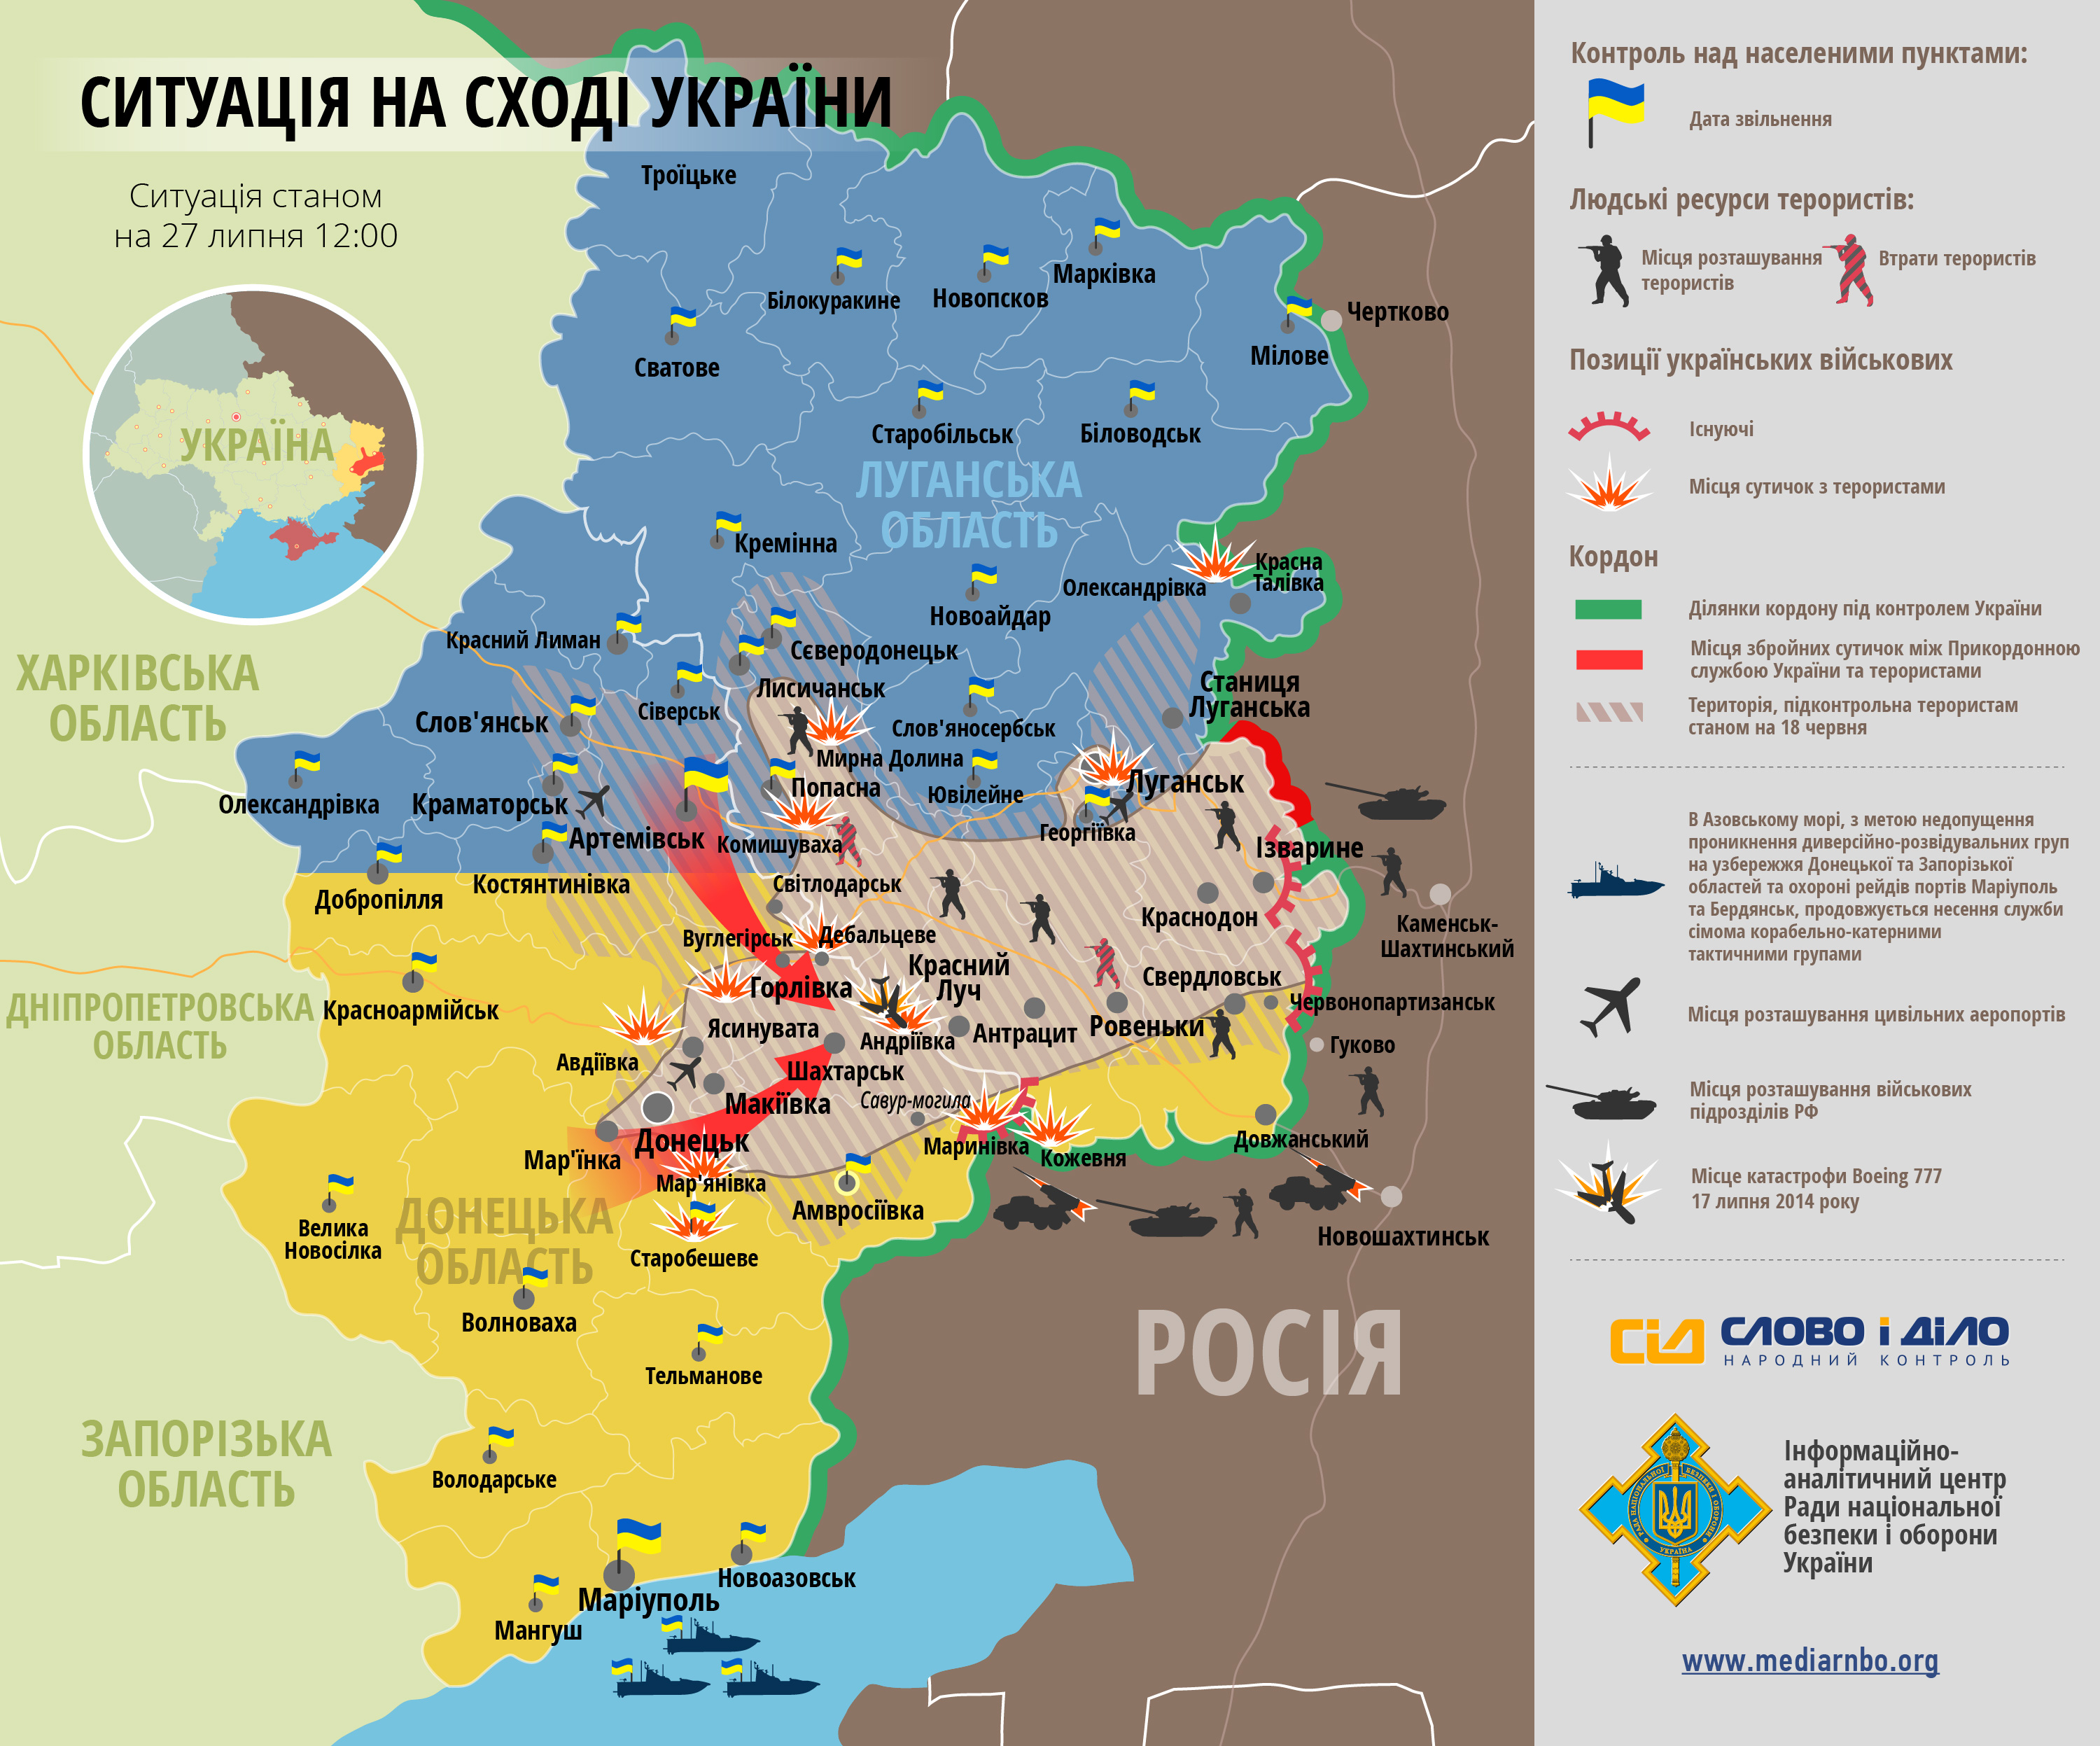 СИТУАЦІЯ НА СХОДІ УКРАЇНИ
Ситуація станом
на 27 липня 12:00
УКРАЇНА
ХАРКІВСЬКА
ОБЛАСТЬ
ДНІПРОПЕТРОВСЬКА
ОБЛАСТЬ
ЗАПОРІЗЬКА
ОБЛАСТЬ
ЛУГАНСЬКА
ОБЛАСТЬ
ДОНЕЦЬКА
ОБЛАСТЬ
РОСІЯ
Троїцьке
Білокуракине
Новопсков
Марківка
Чертково
Мілове
Сватове
Старобільськ
Біловодськ
Кремінна
Новоайдар
Олександрівка
Красна
Талівка
Красний Лиман
Сєверодонецьк
Лисичанськ
Сіверськ
Слов'янськ
Слов'яносербськ
Станиця
Луганська
Мирна Долина
Попасна
Ювілейне
Луганськ
Георгіївка
Олександрівка
Краматорськ
Артемівськ
Комишуваха
Ізварине
Костянтинівка
Добропілля
Світлодарськ
Краснодон
Каменськ-
Шахтинський
Вуглегірськ
Дебальцеве
Красний
Луч
Свердловськ
Горлівка
Красноармійськ
Червонопартизанськ
Ясинувата
Андріївка
Антрацит
Ровеньки
Гуково
Авдіївка
Шахтарськ
Макіївка
Савур-могила
Донецьк
Мар'їнка
Маринівка
Кожевня
Довжанський
Мар'янівка
Амвросіївка
Велика
Новосілка
Старобешеве
Новошахтинськ
Волноваха
Тельманове
Володарське
Маріуполь
Новоазовськ
Мангуш
Контроль над населеними пунктами:
Дата звільнення
Людські ресурси терористів:
Місця розташування
терористів
Втрати терористів
Позиції українських військових
Існуючі
Місця сутичок з терористами
Кордон
Ділянки кордону під контролем України
Місця збройних сутичок між Прикордонною
службою України та терористами
Територія, підконтрольна терористам
станом на 18 червня
В Азовському морі, з метою недопущення
проникнення диверсійно-розвідувальних груп
на узбережжя Донецької та Запорізької
областей та охороні рейдів портів Маріуполь
та Бердянськ, продовжується несення служби
сімома корабельно-катерними
тактичними групами
Місця розташування цивільних аеропортів
Місця розташування військових
підрозділів РФ
Місце катастрофи Boeing 777
17 липня 2014 року
СІД
СЛОВО І ДІЛО
НАРОДНИЙ КОНТРОЛЬ
РАДА НАЦІОНАЛЬНОЇ БЕЗПЕКИ І ОБОРОНИ
УКРАЇНА
Інформаційно-
аналітичний центр
Ради національної
безпеки і оборони
України
www.mediarnbo.org